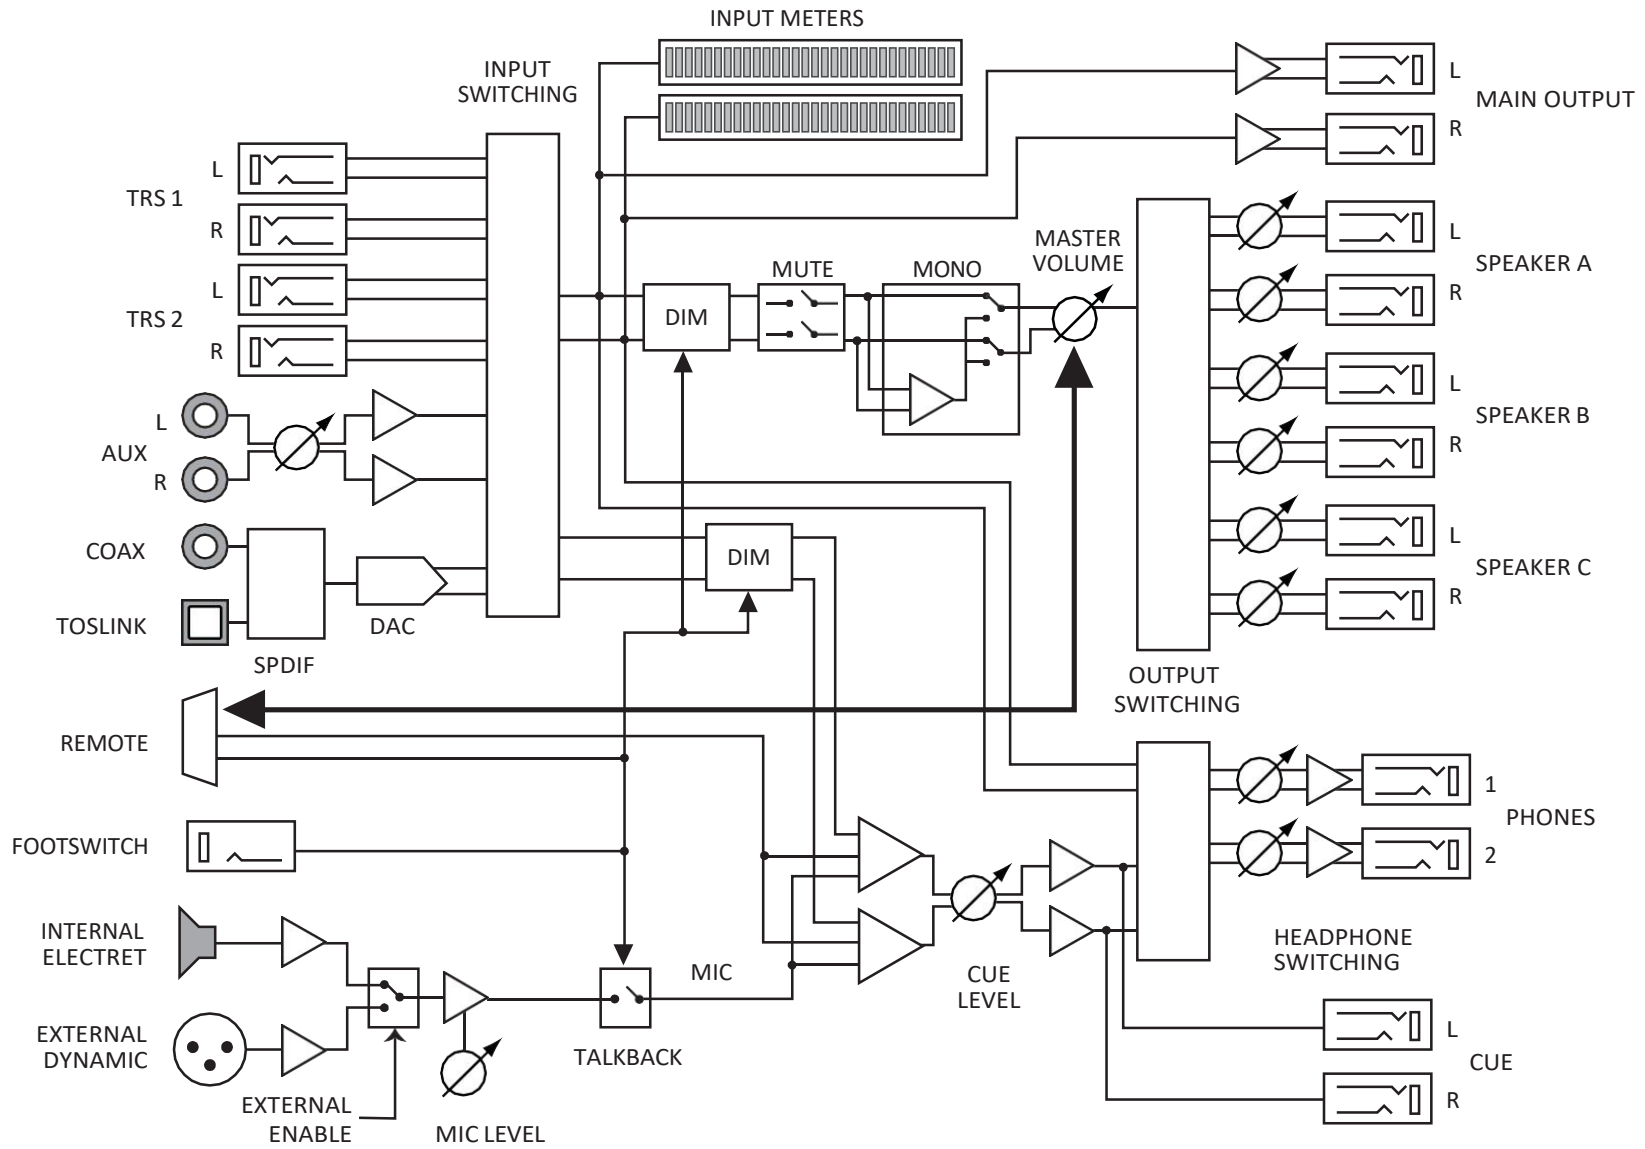 INPUT METERS
INPUT
SWITCHING
L
MAIN OUTPUT
R
L
TRS 1
R
L
TRS 2
R
MUTE
MONO
MASTER
VOLUME
DIM
L
SPEAKER A
R
L
SPEAKER B
R
L
SPEAKER C
R
L
AUX
R
COAX
TOSLINK
SPDIF
DAC
DIM
OUTPUT
SWITCHING
REMOTE
FOOTSWITCH
1
PHONES
2
HEADPHONE
SWITCHING
INTERNAL
ELECTRET
EXTERNAL
DYNAMIC
EXTERNAL
ENABLE
MIC LEVEL
TALKBACK
MIC
CUE
LEVEL
L
CUE
R